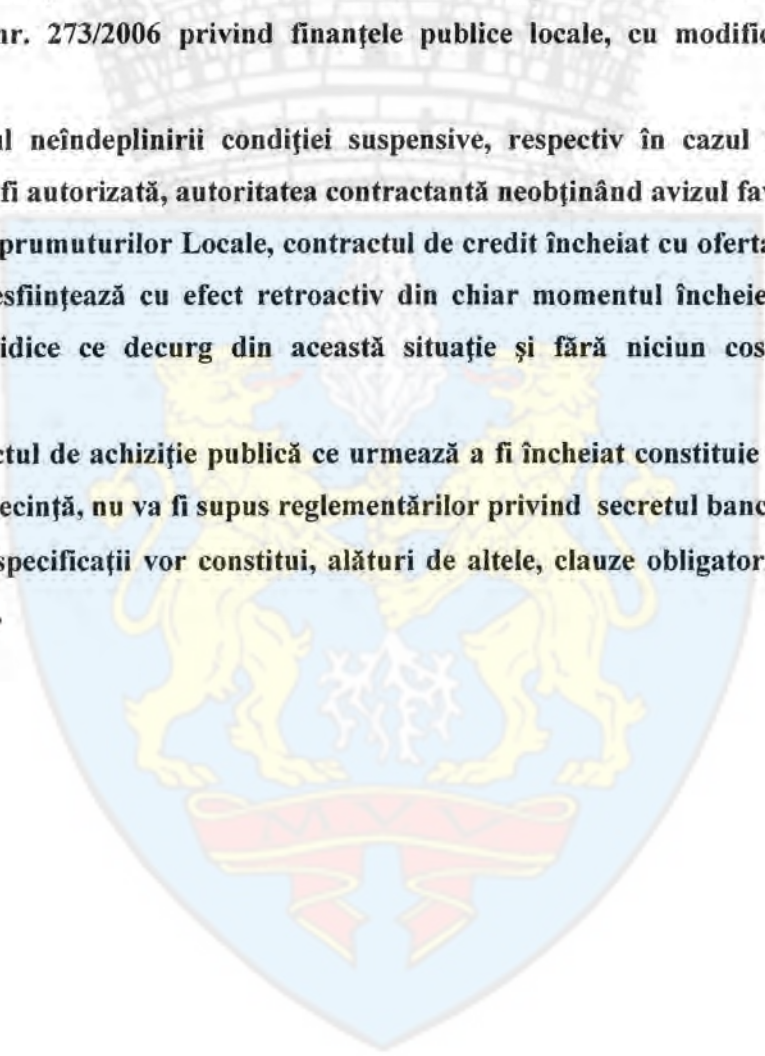 nr. 273/2006 privind finanţele publice locale, cu modific
neîndeplinirii condiţiei suspensive, respectiv în cazul
fi autorizată, autoritatea contractantă neobţinând avizul fav
prumuturilor Locale, contractul de credit încheiat cu oferta
esfiinţează cu efect retroactiv din chiar momentul încheie
idice ce decurg din această situaţie şi fără niciun cos
ctul de achiziţie publică ce urmează a fi încheiat constituie
ecinţă, nu va fi supus reglementărilor privind secretul banc
specificaţii vor constitui, alături de altele, clauze obligator
MVV